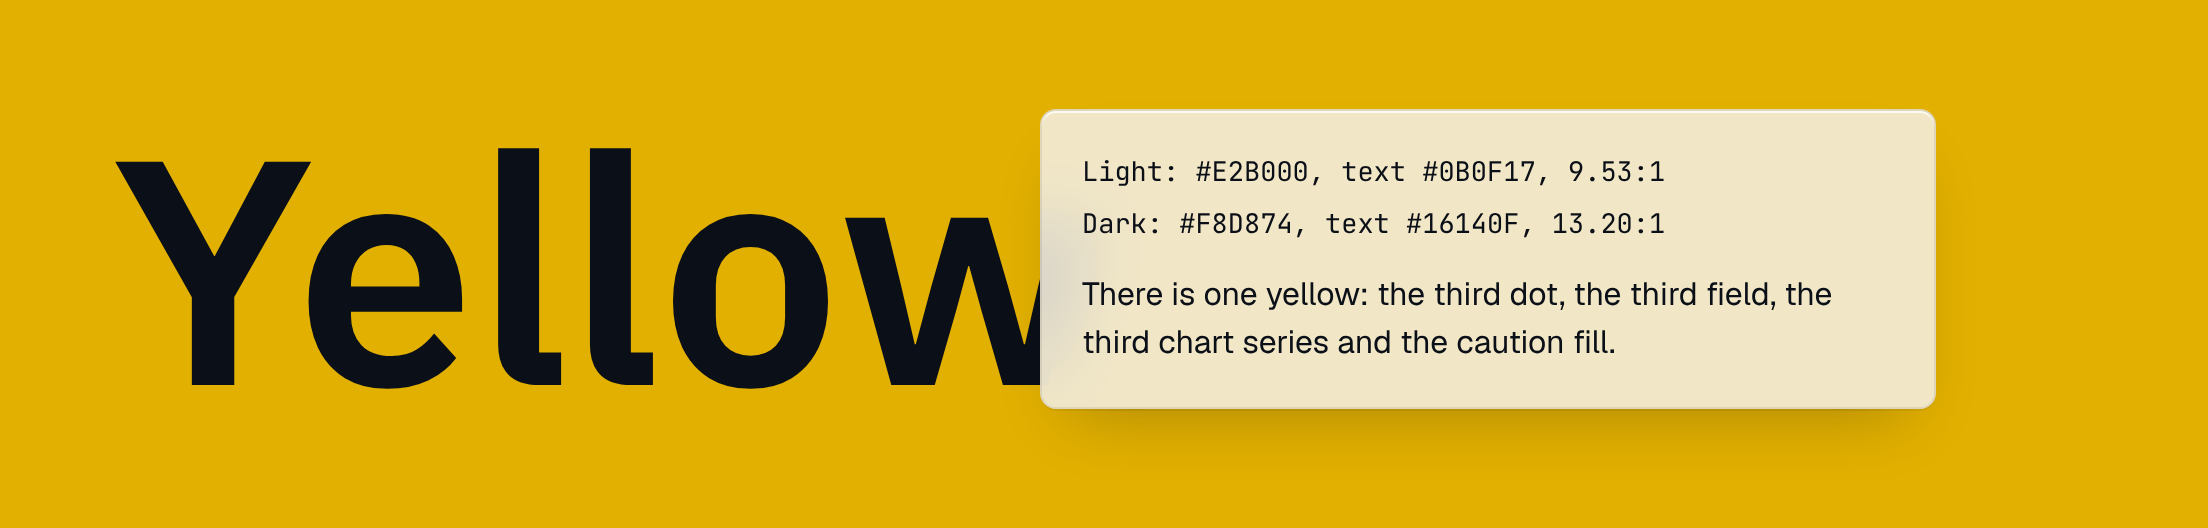 Yellow
Light: #E2B000, text #0B0F17, 9.53:1
Dark: #F8D874, text #16140F, 13.20:1
There is one yellow: the third dot, the third field, the
third chart series and the caution fill.